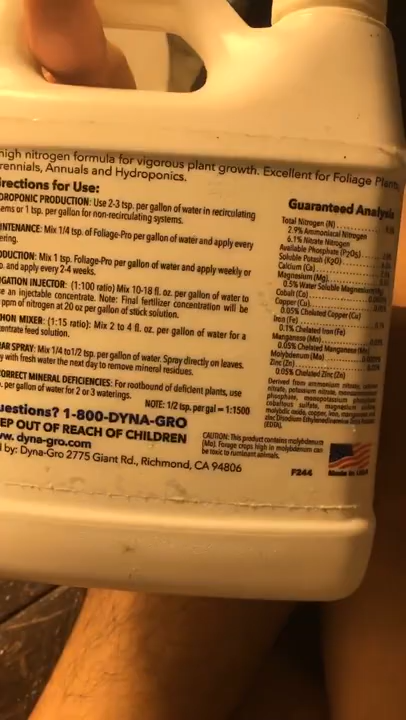 high nitrogen formula for vigorous plant growth. Excellent for Foliage Plants,
rennials, Annuals and Hydroponics.
rections for Use:
DROPONIC PRODUCTION: Use 2-3 tsp. per gallon of water in recirculating
ems or 1 tsp. per gallon for non-recirculating systems.
NTENANCE: Mix 1/4 tsp. of Foliage-Pro per gallon of water and apply every
ering.
ODUCTION: Mix 1 tsp. Foliage-Pro per gallon of water and apply weekly or
p. and apply every 2-4 weeks.
IGATION INJECTOR: (1:100 ratio) Mix 10-18 fl. oz. per gallon of water to
e an injectable concentrate. Note: Final fertilizer concentration will be
ppm of nitrogen at 20 oz per gallon of stick solution.
HON MIXER: (1:15 ratio): Mix 2 to 4 fl. oz. per gallon of water for a
entrate feed solution.
AR SPRAY: Mix 1/4 to 1/2 tsp. per gallon of water. Spray directly on leaves.
y with fresh water the next day to remove mineral residues.
ORRECT MINERAL DEFICIENCIES: For rootbound of deficient plants, use
. per gallon of water for 2 or 3 waterings.
NOTE: 1/2 tsp. per gal = 1:1500
uestions? 1-800-DYNA-GRO
EP OUT OF REACH OF CHILDREN
ww.dyna-gro.com
d by: Dyna-Gro 2775 Giant Rd., Richmond, CA 94806
Guaranteed Analysis
Total Nitrogen (N)
2.9% Ammoniacal Nitrogen
6.1% Nitrate Nitrogen
Available Phosphate (P2O5)
Soluble Potash (K2O)
Calcium (Ca)
Magnesium (Mg)
0.5% Water Soluble Magnesium
Cobalt (Co)
Copper (Cu)
0.05% Chelated Copper (Cu)
Iron (Fe)
0.1% Chelated Iron (Fe)
Manganese (Mn)
0.05% Chelated Manganese (Mn)
Molybdenum (Mo)
Zinc (Zn)
0.05% Chelated Zinc (Zn)
Derived from ammonium nitrate,
CAUTION: This product contains molybdenum
(Mo). Forage crops high in molybdenum can
be toxic to ruminant animals.
F244
Made in USA